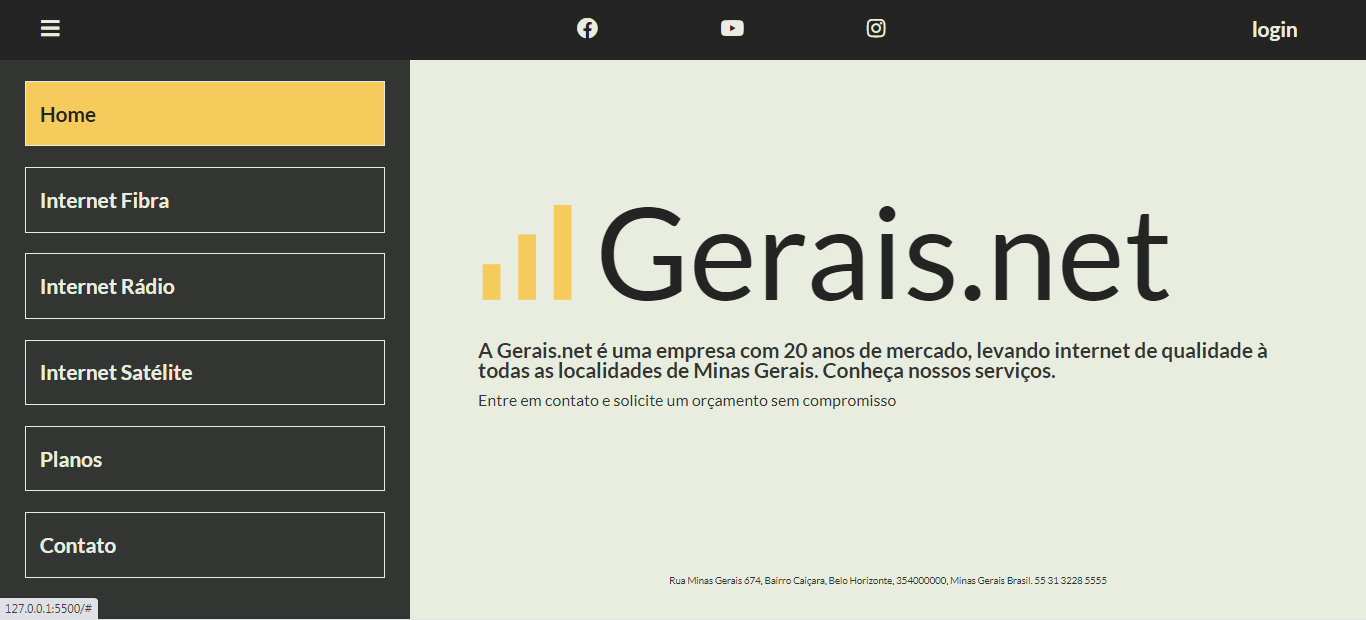 login
Home
Internet Fibra
Internet Rádio
Internet Satélite
Planos
Contato
Gerais.net
A Gerais.net é uma empresa com 20 anos de mercado, levando internet de qualidade à
todas as localidades de Minas Gerais. Conheça nossos serviços.
Entre em contato e solicite um orçamento sem compromisso
Rua Minas Gerais 674, Bairro Caiçara, Belo Horizonte, 354000000, Minas Gerais Brasil. 55 31 3228 5555
127.0.0.1:5500/#